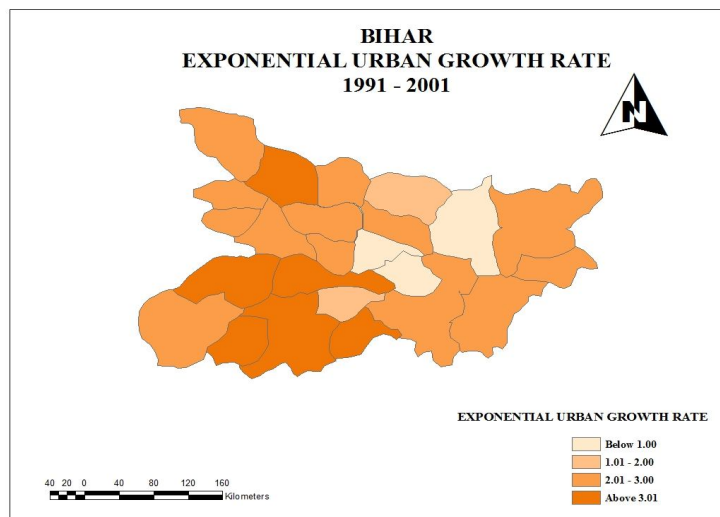 BIHAR
EXPONENTIAL URBAN GROWTH RATE
1991 - 2001
N
EXPONENTIAL URBAN GROWTH RATE
Below 1.00
1.01 - 2.00
2.01 - 3.00
Above 3.01
40 20 0 40 80 120 160
Kilometers